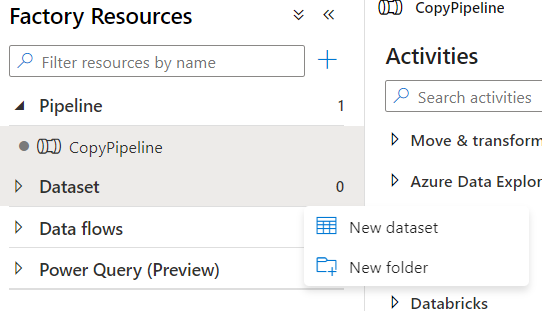 Factory Resources
Filter resources by name
Pipeline 1
CopyPipeline
Dataset 0
Data flows
Power Query (Preview)
New dataset
New folder
CopyPipeline
Activities
Search activities
Move & transform
Azure Data Explor
Databricks